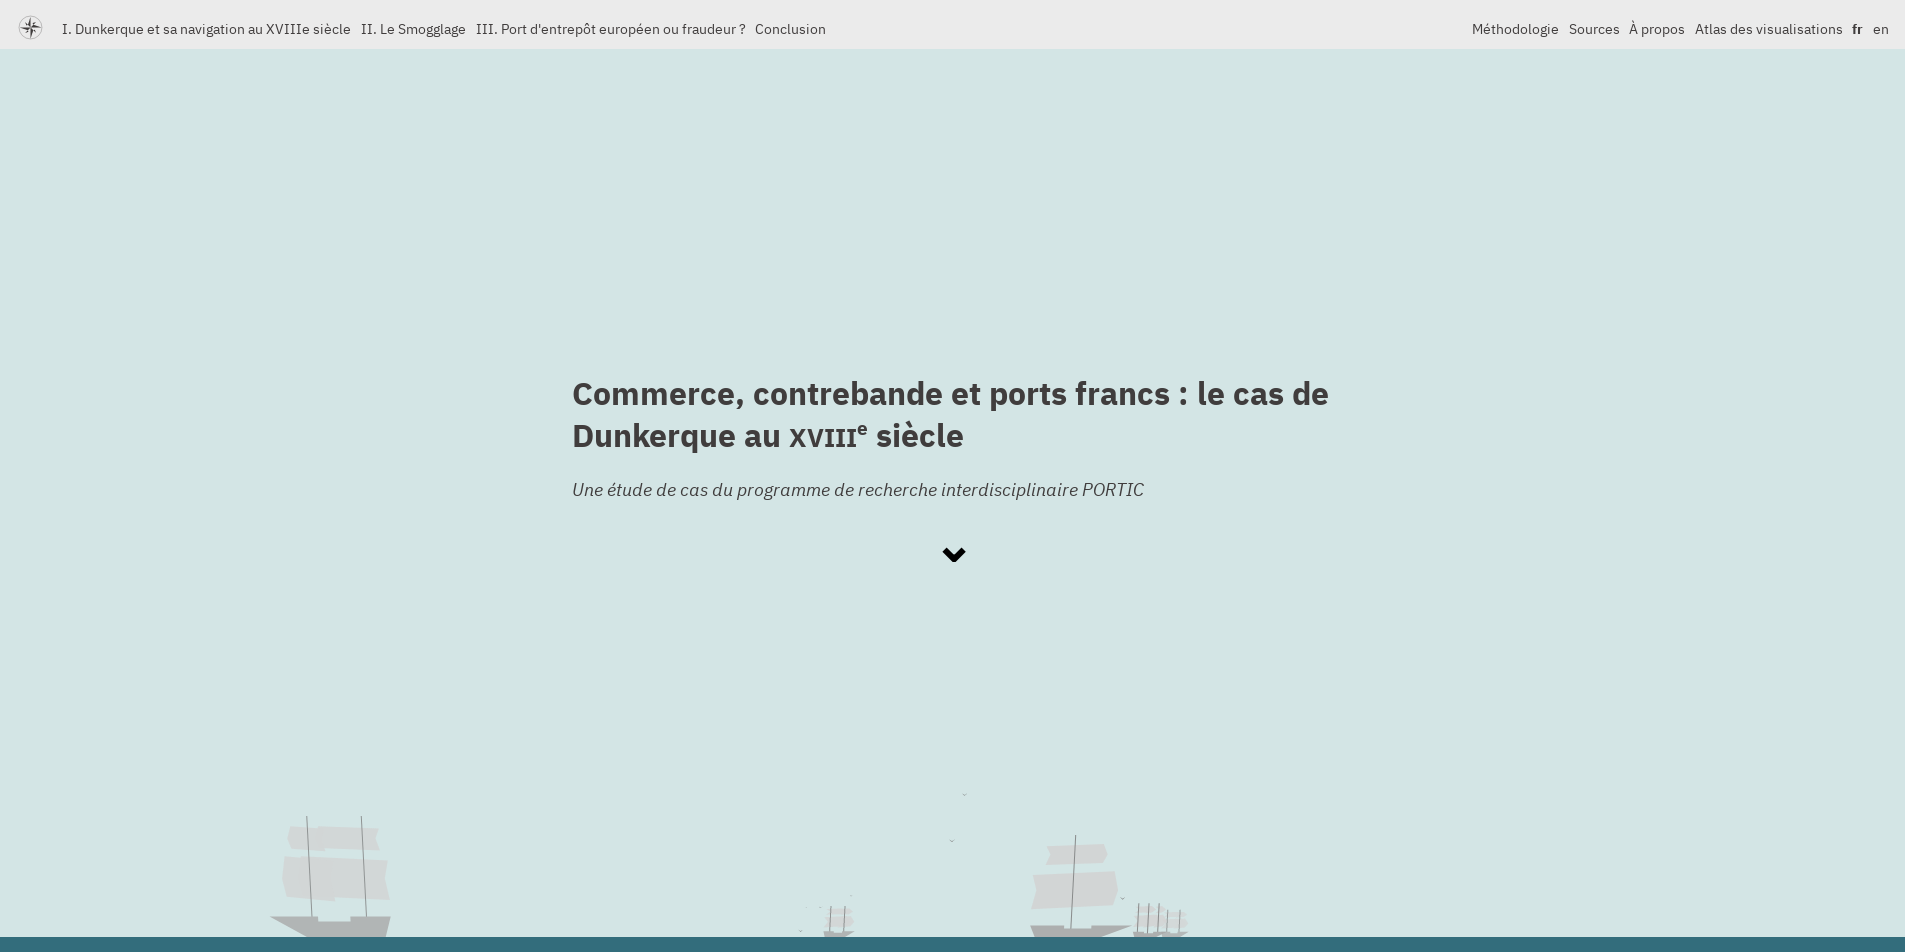 I. Dunkerque et sa navigation au XVIIIe siècle II. Le Smogglage III. Port d'entrepôt européen ou fraudeur ? Conclusion Méthodologie Sources À propos Atlas des visualisations fr en
Commerce, contrebande et ports francs : le cas de
Dunkerque au XVIIIe siècle
Une étude de cas du programme de recherche interdisciplinaire PORTIC